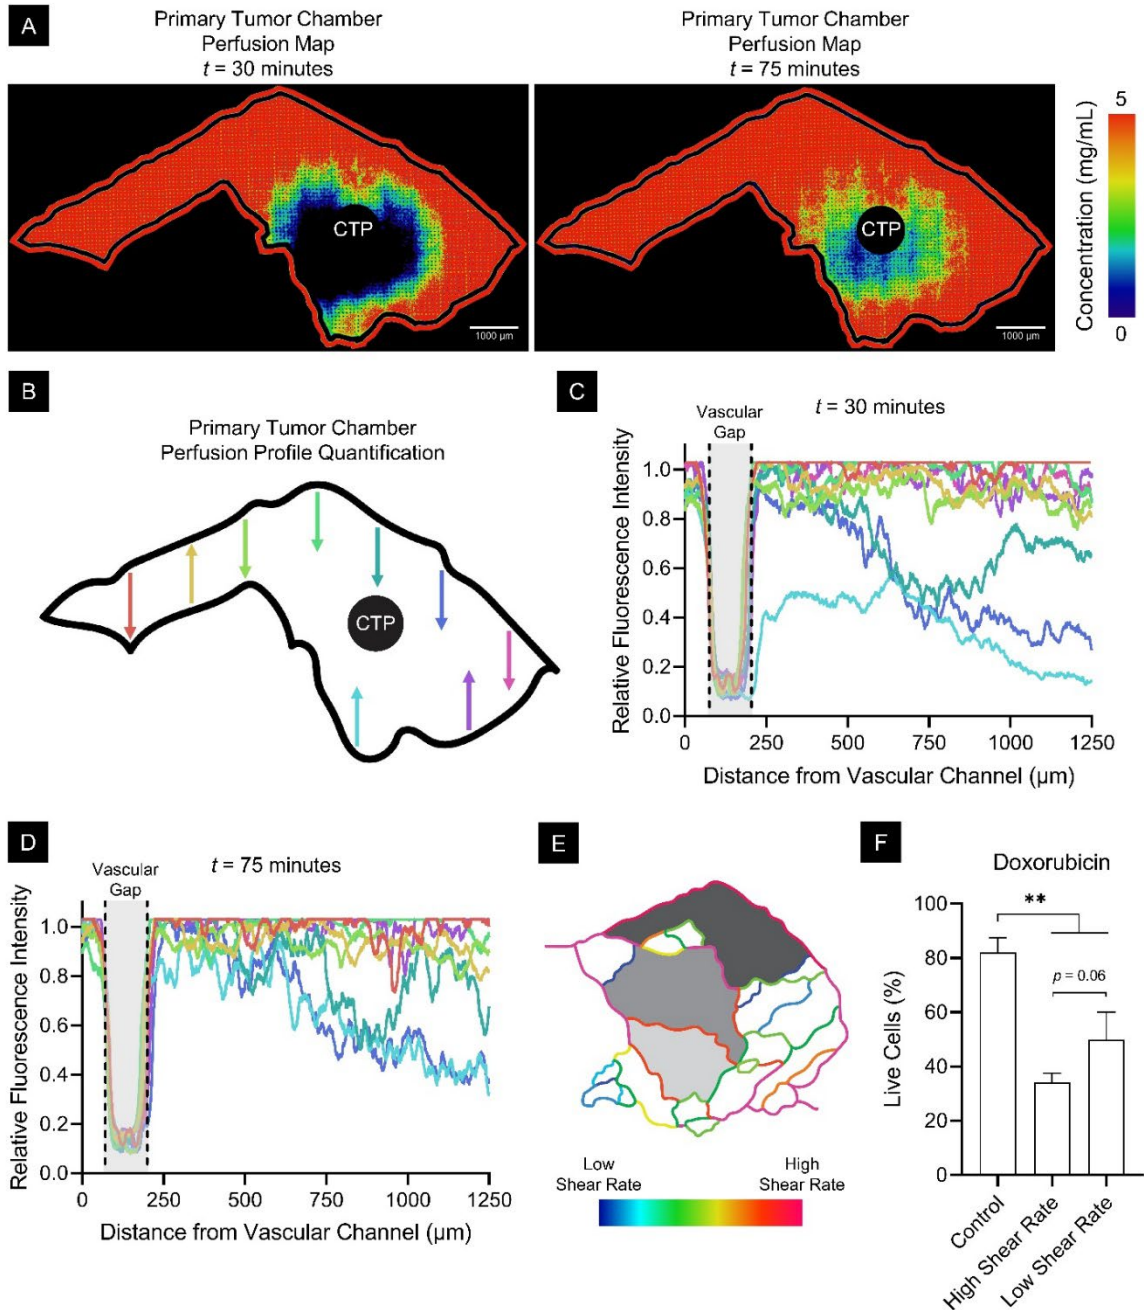 A
Primary Tumor Chamber
Perfusion Map
t = 30 minutes
CTP
1000 µm
Primary Tumor Chamber
Perfusion Map
t = 75 minutes
CTP
1000 µm
5
Concentration (mg/mL)
0
B
Primary Tumor Chamber
Perfusion Profile Quantification
CTP
C
Vascular
Gap
t = 30 minutes
Relative Fluorescence Intensity
1.0
0.8
0.6
0.4
0.2
0.0
0 250 500 750 1000 1250
Distance from Vascular Channel (µm)
D
Vascular
Gap
t = 75 minutes
Relative Fluorescence Intensity
1.0
0.8
0.6
0.4
0.2
0.0
0 250 500 750 1000 1250
Distance from Vascular Channel (µm)
E
Low
Shear Rate
High
Shear Rate
F
Doxorubicin
**
p = 0.06
Live Cells (%)
100
80
60
40
20
0
Control
High Shear Rate
Low Shear Rate